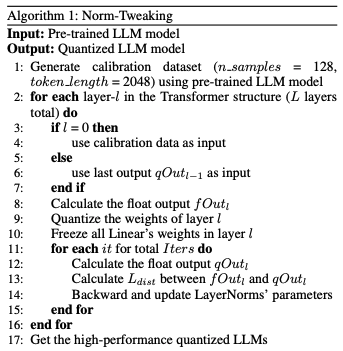 Algorithm 1: Norm-Tweaking
Input: Pre-trained LLM model
Output: Quantized LLM model
1: Generate calibration dataset (n_samples = 128,
token_length = 2048) using pre-trained LLM model
2: for each layer-l in the Transformer structure (L layers
total) do
3: if l = 0 then
4: use calibration data as input
5: else
6: use last output qOut_{l−1} as input
7: end if
8: Calculate the float output fOut_l
9: Quantize the weights of layer l
10: Freeze all Linear's weights in layer l
11: for each it for total Iters do
12: Calculate the float output qOut_l
13: Calculate L_{dist} between fOut_l and qOut_l
14: Backward and update LayerNorms' parameters
15: end for
16: end for
17: Get the high-performance quantized LLMs